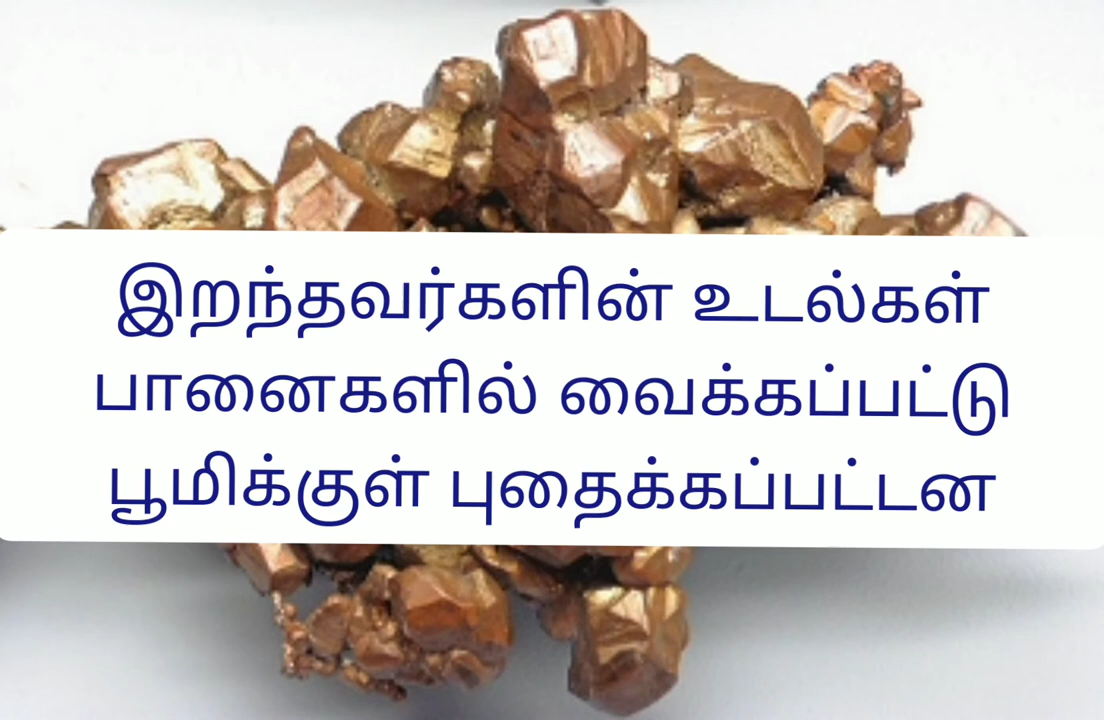 இறந்தவர்களின் உடல்கள்
பானைகளில் வைக்கப்பட்டு
பூமிக்குள் புதைக்கப்பட்டன